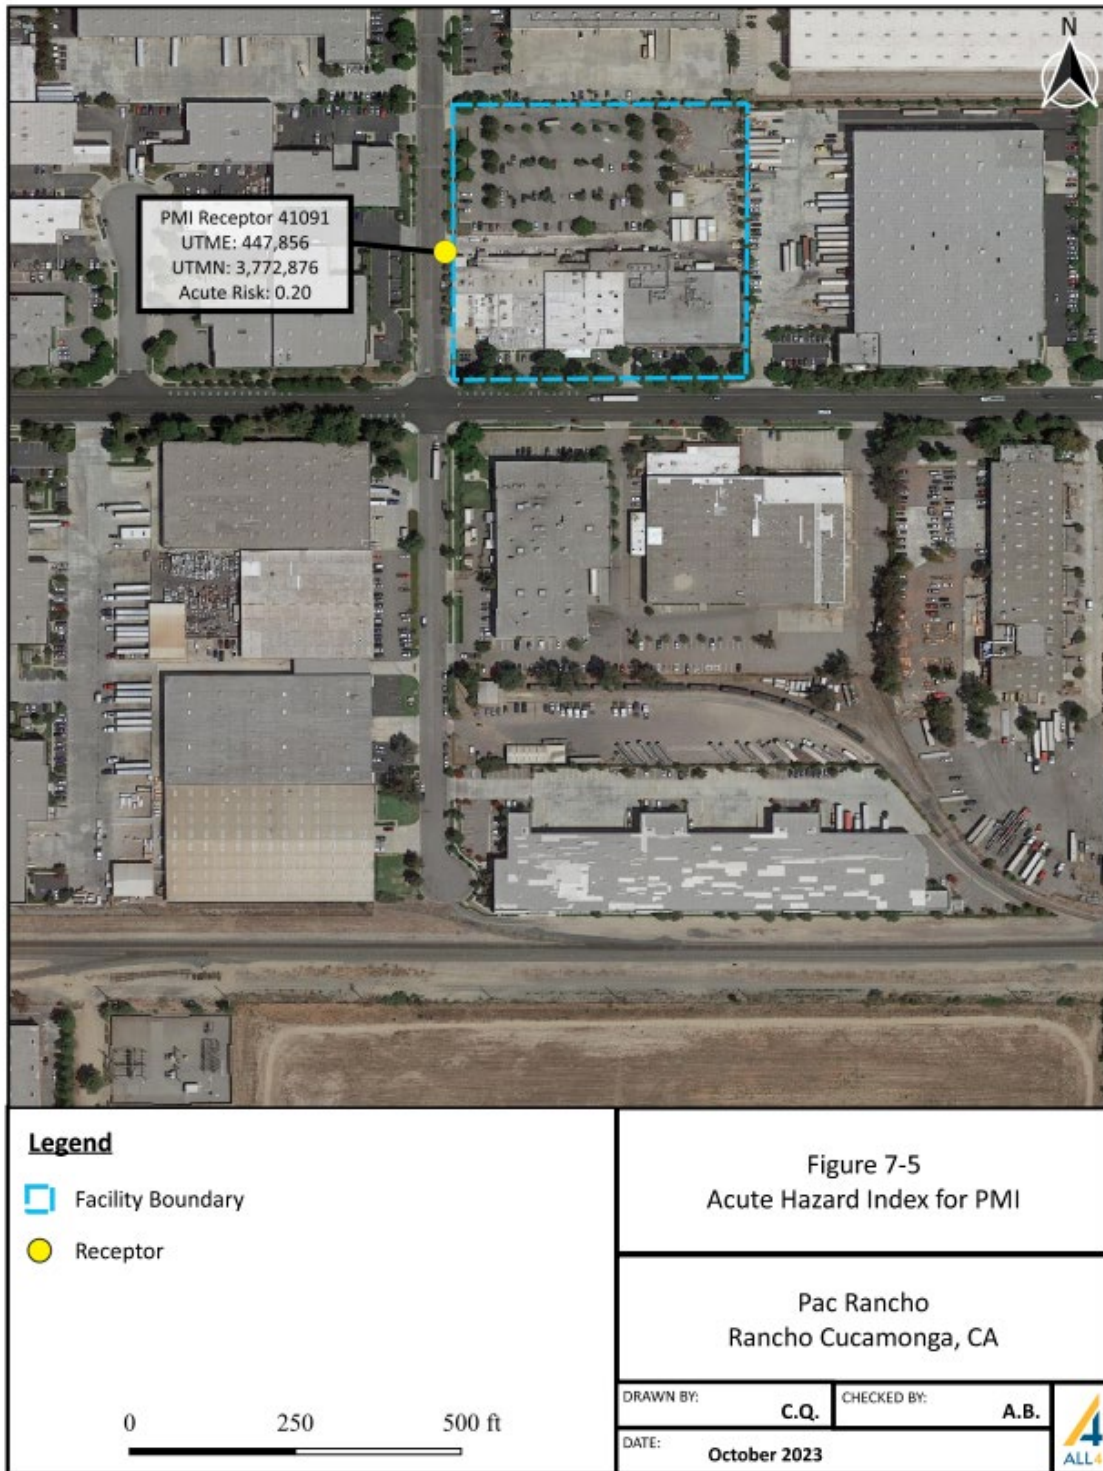 N
PMI Receptor 41091
UTME: 447,856
UTMN: 3,772,876
Acute Risk: 0.20
Legend
Facility Boundary
Receptor
0 250 500 ft
Figure 7-5
Acute Hazard Index for PMI
Pac Rancho
Rancho Cucamonga, CA
DRAWN BY: C.Q.
CHECKED BY: A.B.
DATE: October 2023
ALL4